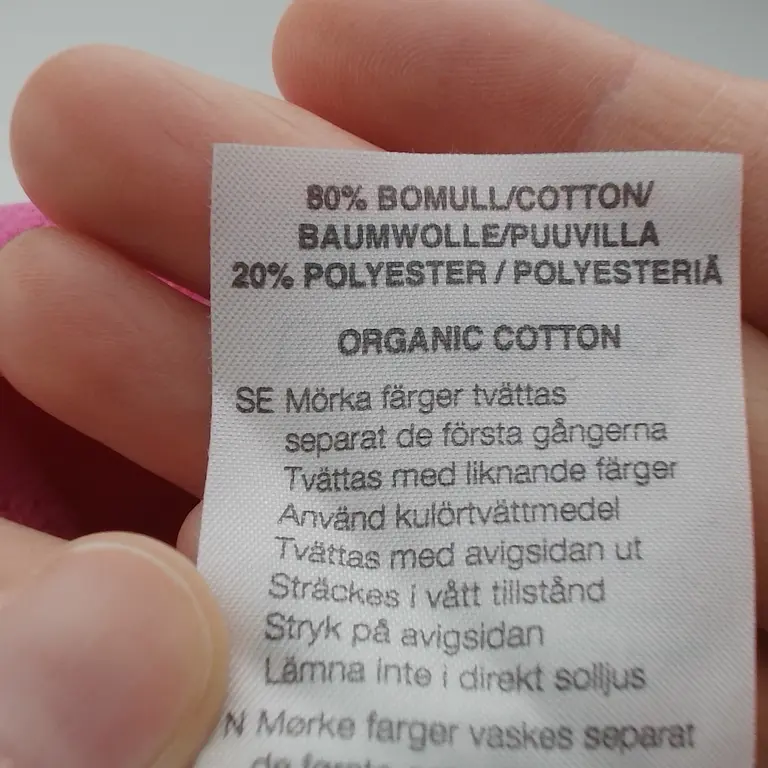 80% BOMULL/COTTON/
BAUMWOLLE/PUUVILLA
20% POLYESTER / POLYESTERIÄ
ORGANIC COTTON
SE Mörka färger tvättas
separat de första gångerna
Tvättas med liknande färger
Använd kulörtvättmedel
Tvättas med avigsidan ut
Sträckes i vått tillstånd
Stryk på avigsidan
Lämna inte i direkt solljus
N Mørke farger vaskes separat
de første